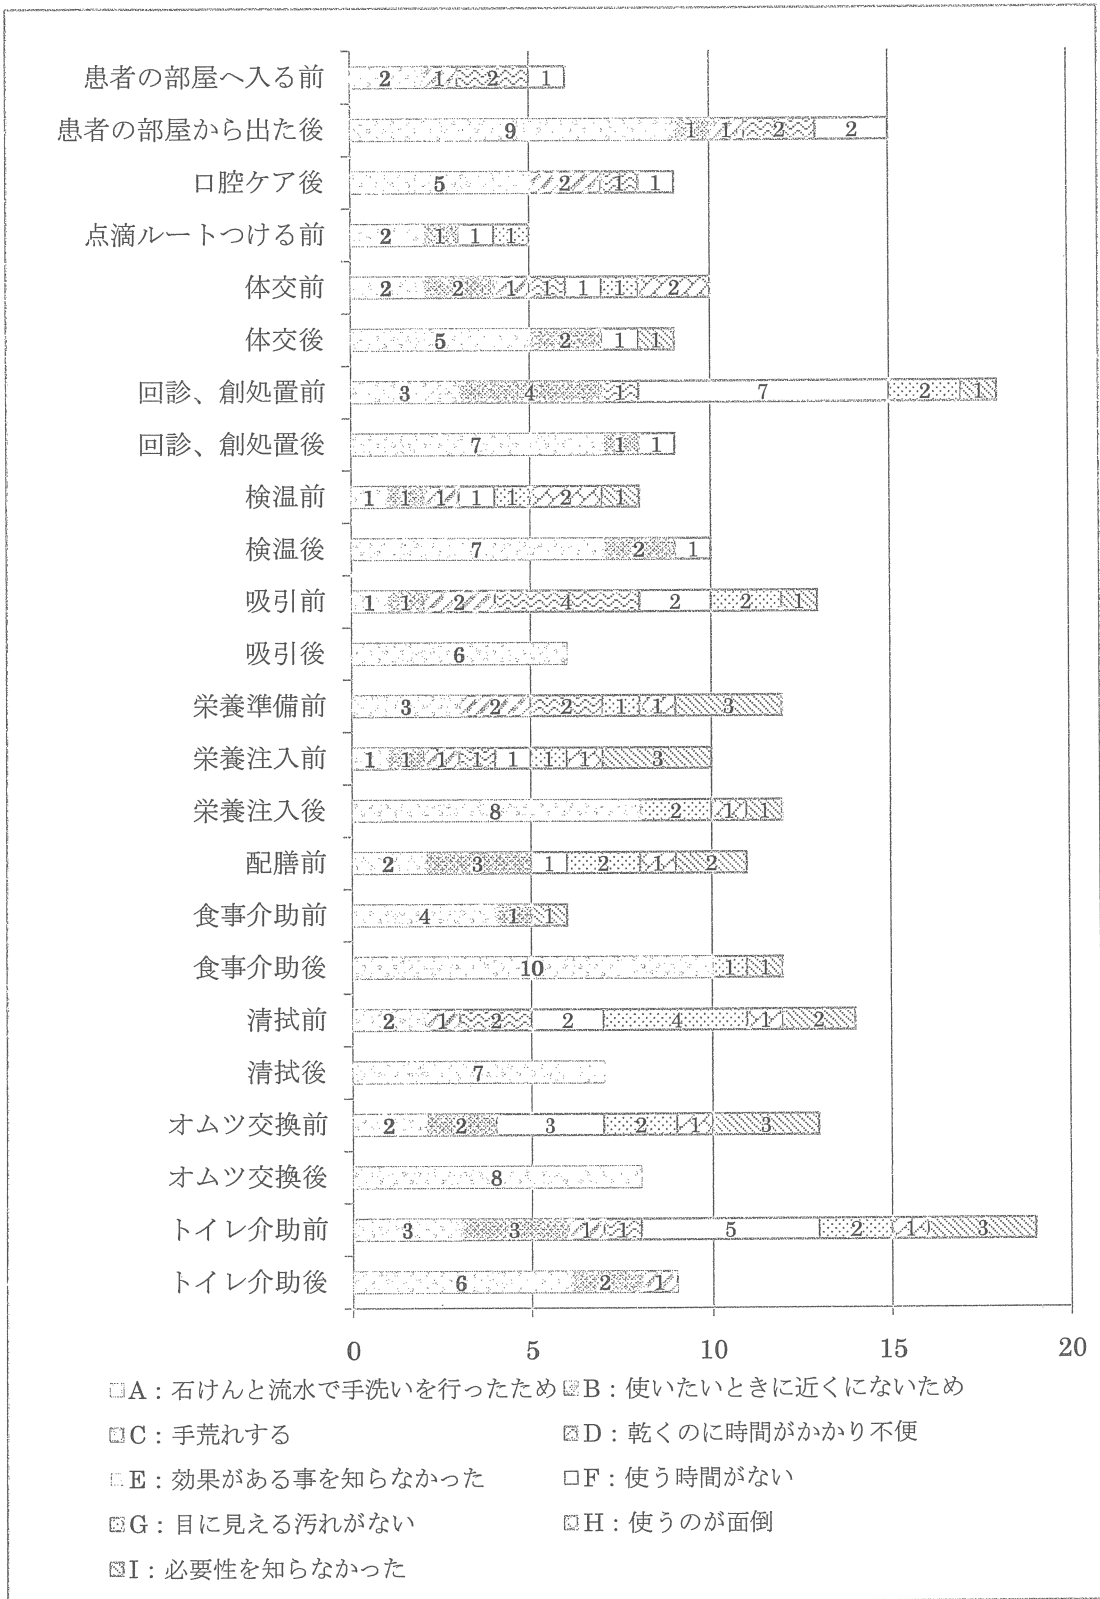 患者の部屋へ入る前 2 1 2 1
患者の部屋から出た後 9 1 1 2 2
口腔ケア後 5 2 1 1
点滴ルートつける前 2 1 1 1
体交前 2 2 1 1 1 1 2
体交後 5 2 1 1
回診、創処置前 3 4 1 7 2 1
回診、創処置後 7 1 1
検温前 1 1 1 1 1 2 1
検温後 7 2 1
吸引前 1 1 2 4 2 2 1
吸引後 6
栄養準備前 3 2 2 1 1 3
栄養注入前 1 1 1 1 1 1 1 3
栄養注入後 8 2 1 1
配膳前 2 3 1 2 1 2
食事介助前 4 1 1
食事介助後 10 1 1
清拭前 2 1 2 2 4 1 2
清拭後 7
オムツ交換前 2 2 3 2 1 3
オムツ交換後 8
トイレ介助前 3 3 1 1 5 2 1 3
トイレ介助後 6 2 1
0 5 10 15 20
A：石けんと流水で手洗いを行ったため B：使いたいときに近くにないため
C：手荒れする D：乾くのに時間がかかり不便
E：効果がある事を知らなかった F：使う時間がない
G：目に見える汚れがない H：使うのが面倒
I：必要性を知らなかった